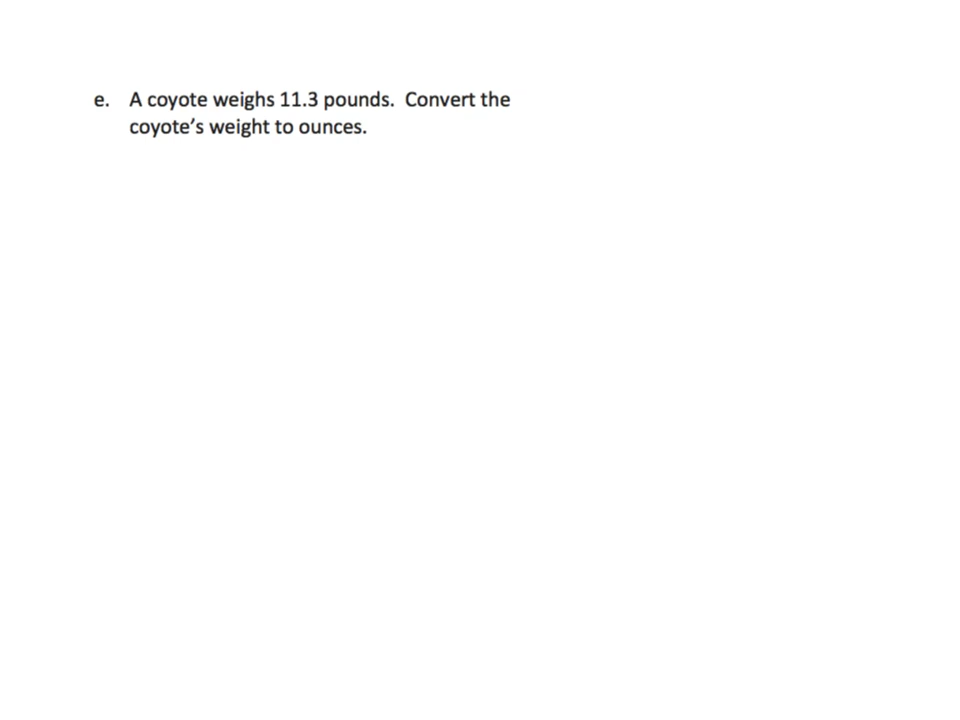 e. A coyote weighs 11.3 pounds. Convert the
coyote’s weight to ounces.